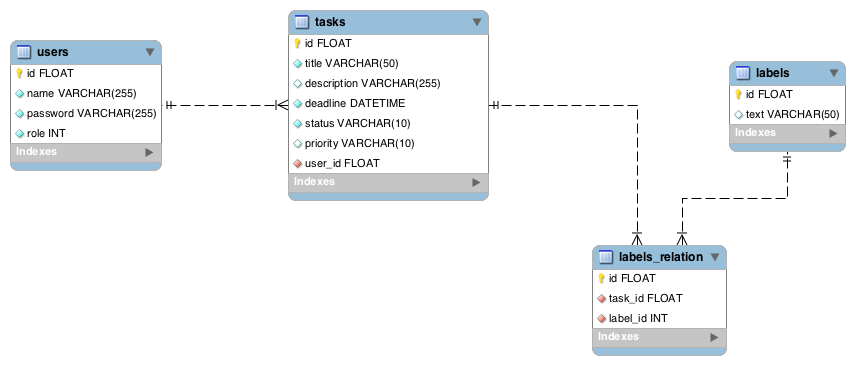 users
id FLOAT
name VARCHAR(255)
password VARCHAR(255)
role INT
Indexes
tasks
id FLOAT
title VARCHAR(50)
description VARCHAR(255)
deadline DATETIME
status VARCHAR(10)
priority VARCHAR(10)
user_id FLOAT
Indexes
labels
id FLOAT
text VARCHAR(50)
Indexes
labels_relation
id FLOAT
task_id FLOAT
label_id INT
Indexes